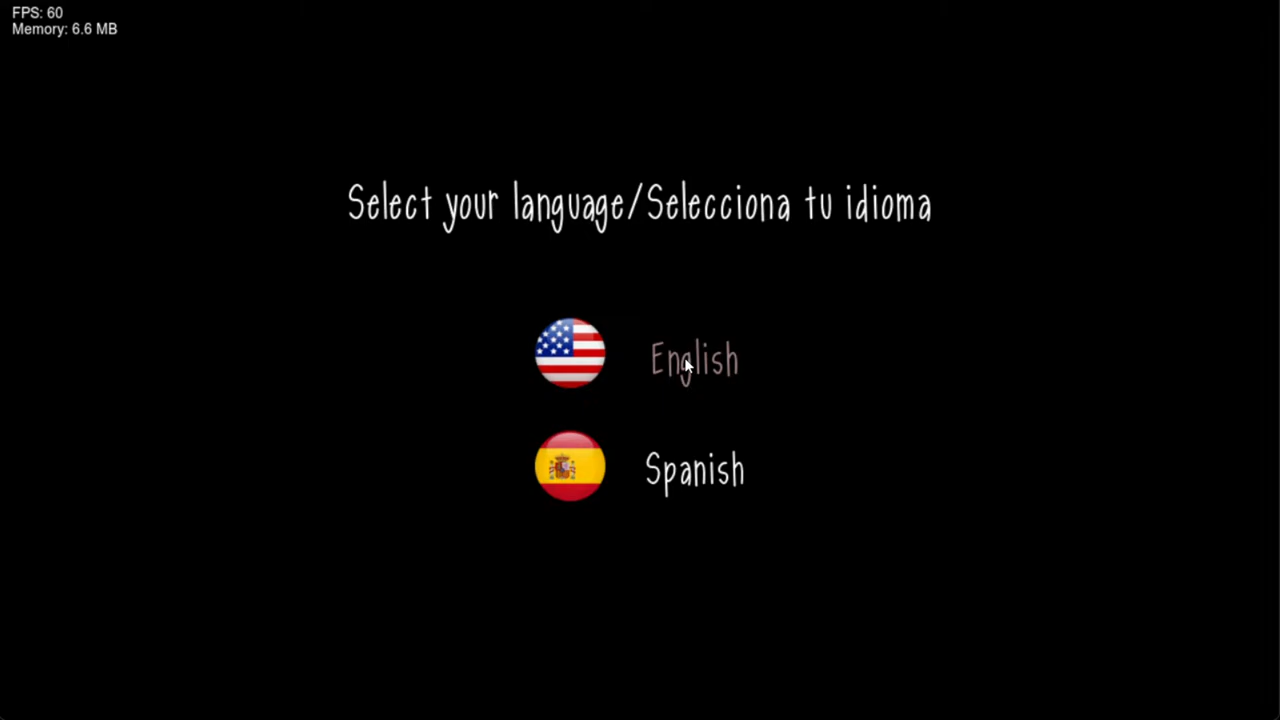 FPS: 60
Memory: 6.6 MB
Select your language/Selecciona tu idioma
English
Spanish